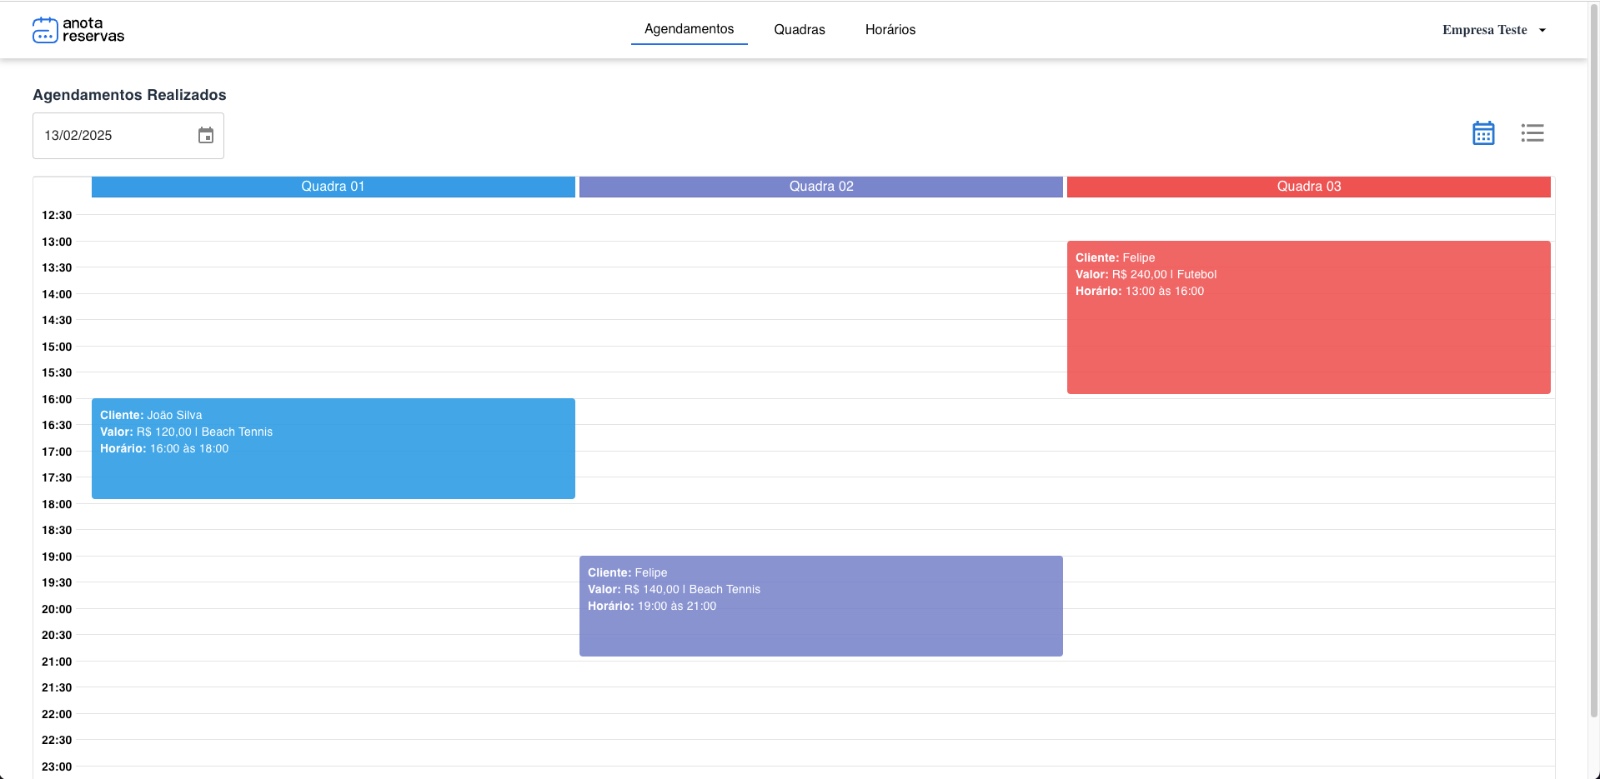 anota
reservas
Agendamentos Quadras Horários
Empresa Teste
Agendamentos Realizados
13/02/2025
Quadra 01 Quadra 02 Quadra 03
12:30
13:00
Cliente: Felipe
13:30
Valor: R$ 240,00 | Futebol
Horário: 13:00 às 16:00
14:00
14:30
15:00
15:30
16:00
Cliente: João Silva
16:30
Valor: R$ 120,00 | Beach Tennis
Horário: 16:00 às 18:00
17:00
17:30
18:00
18:30
19:00
Cliente: Felipe
19:30
Valor: R$ 140,00 | Beach Tennis
Horário: 19:00 às 21:00
20:00
20:30
21:00
21:30
22:00
22:30
23:00